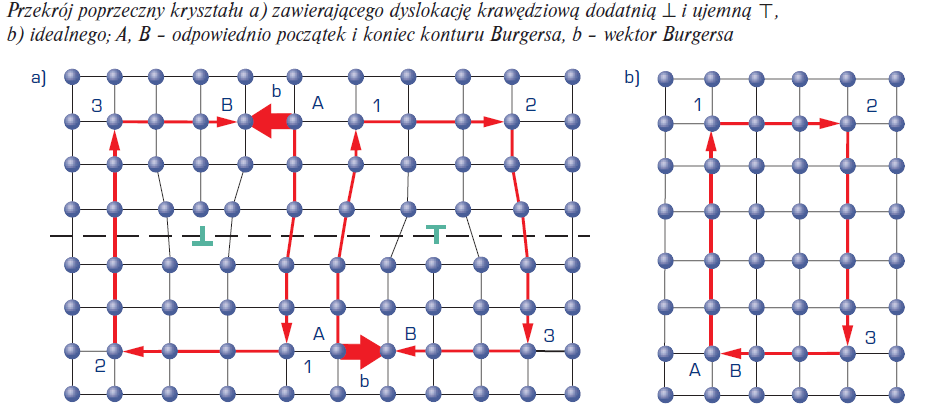 Przekrój poprzeczny kryształu a) zawierającego dyslokację krawędziową dodatnią ⊥ i ujemną ⊤,
b) idealnego; A, B – odpowiednio początek i koniec konturu Burgersa, b – wektor Burgersa
a)
b)
b
3 B A 1 2
1 2
⊥ ⊤
A B 3
2 1
b
3
A B